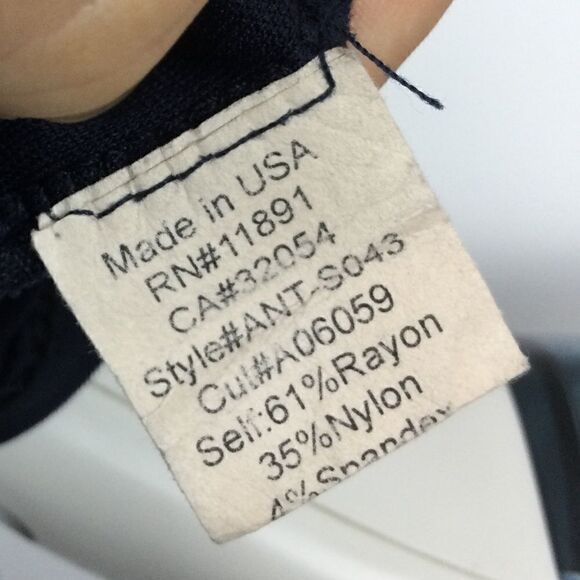 Made in USA
RN#11891
CA#32054
Style#ANT-S043
Cut#A06059
Self:61%Rayon
35%Nylon
4%Spandex